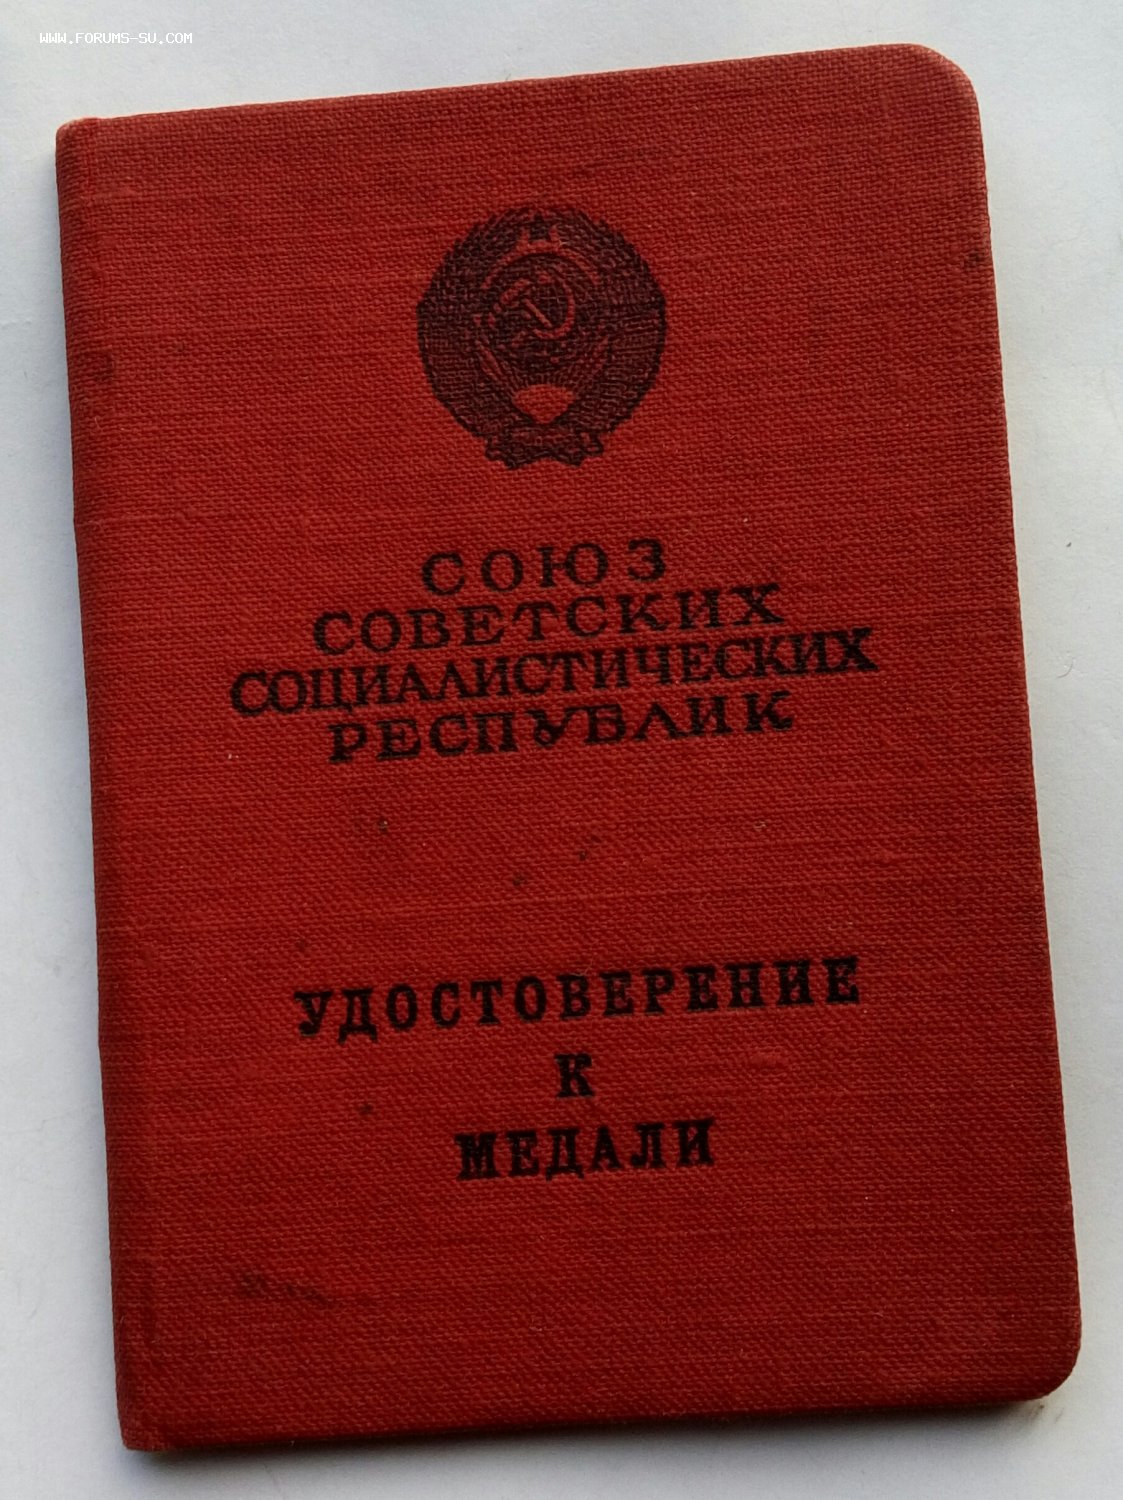 WWW.FORUMS-SU.COM
СОЮЗ
СОВЕТСКИХ
СОЦИАЛИСТИЧЕСКИХ
РЕСПУБЛИК
УДОСТОВЕРЕНИЕ
К
МЕДАЛИ